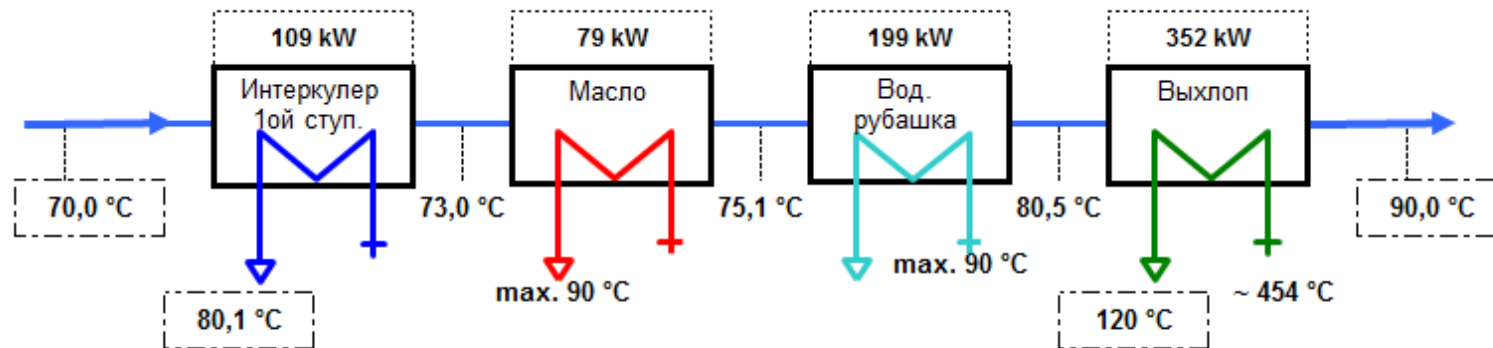 109 kW
79 kW
199 kW
352 kW
Интеркулер
1ой ступ.
Масло
Вод.
рубашка
Выхлоп
70,0 °C
73,0 °C
75,1 °C
80,5 °C
90,0 °C
80,1 °C
max. 90 °C
max. 90 °C
120 °C
~ 454 °C